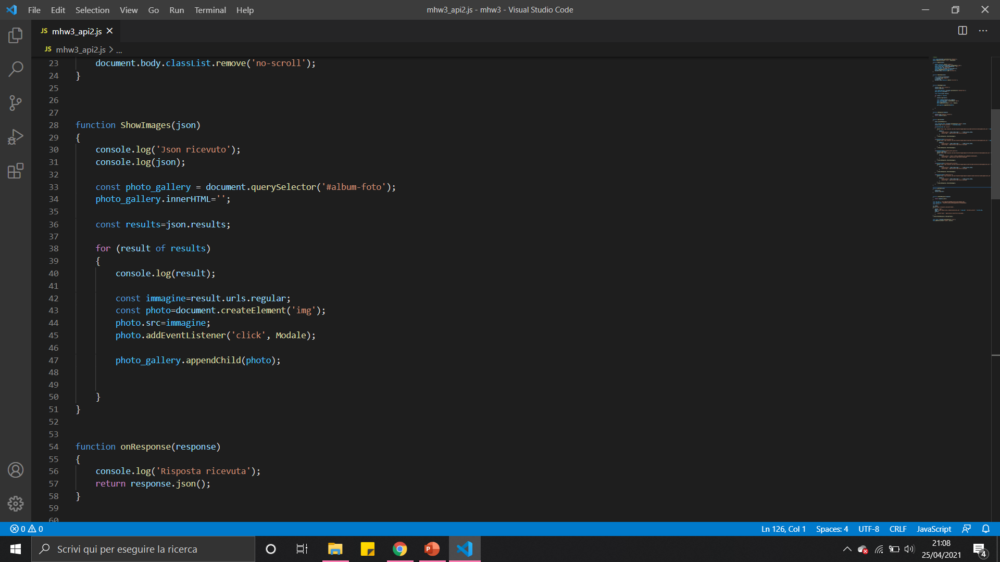 File Edit Selection View Go Run Terminal Help
mhw3_api2.js - mhw3 - Visual Studio Code
JS mhw3_api2.js
JS mhw3_api2.js > ...
23 document.body.classList.remove('no-scroll');
24 }
25
26
27
28 function ShowImages(json)
29 {
30 console.log('Json ricevuto');
31 console.log(json);
32
33 const photo_gallery = document.querySelector('#album-foto');
34 photo_gallery.innerHTML='';
35
36 const results=json.results;
37
38 for (result of results)
39 {
40 console.log(result);
41
42 const immagine=result.urls.regular;
43 const photo=document.createElement('img');
44 photo.src=immagine;
45 photo.addEventListener('click', Modale);
46
47 photo_gallery.appendChild(photo);
48
49
50 }
51 }
52
53
54 function onResponse(response)
55 {
56 console.log('Risposta ricevuta');
57 return response.json();
58 }
59
60
0 0
Ln 126, Col 1 Spaces: 4 UTF-8 CRLF JavaScript
Scrivi qui per eseguire la ricerca
21:08
25/04/2021
4